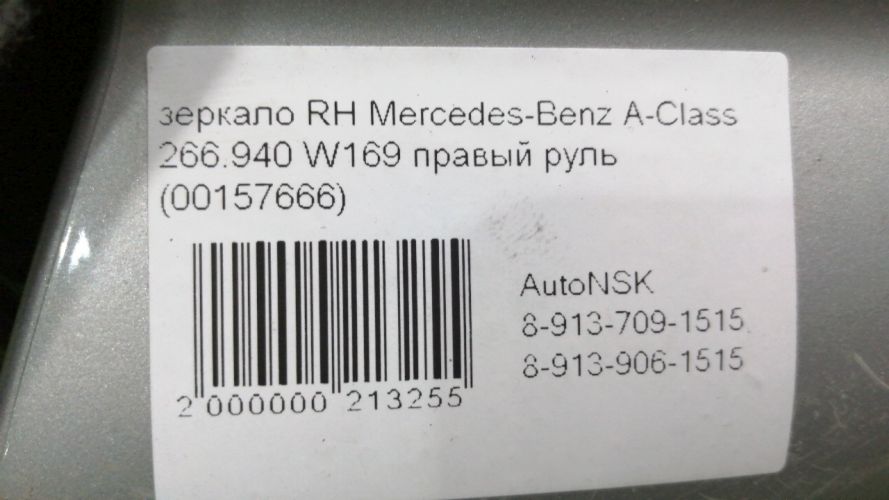 зеркало RH Mercedes-Benz A-Class
266.940 W169 правый руль
(00157666)
AutoNSK
8-913-709-1515
8-913-906-1515
2 000000 213255